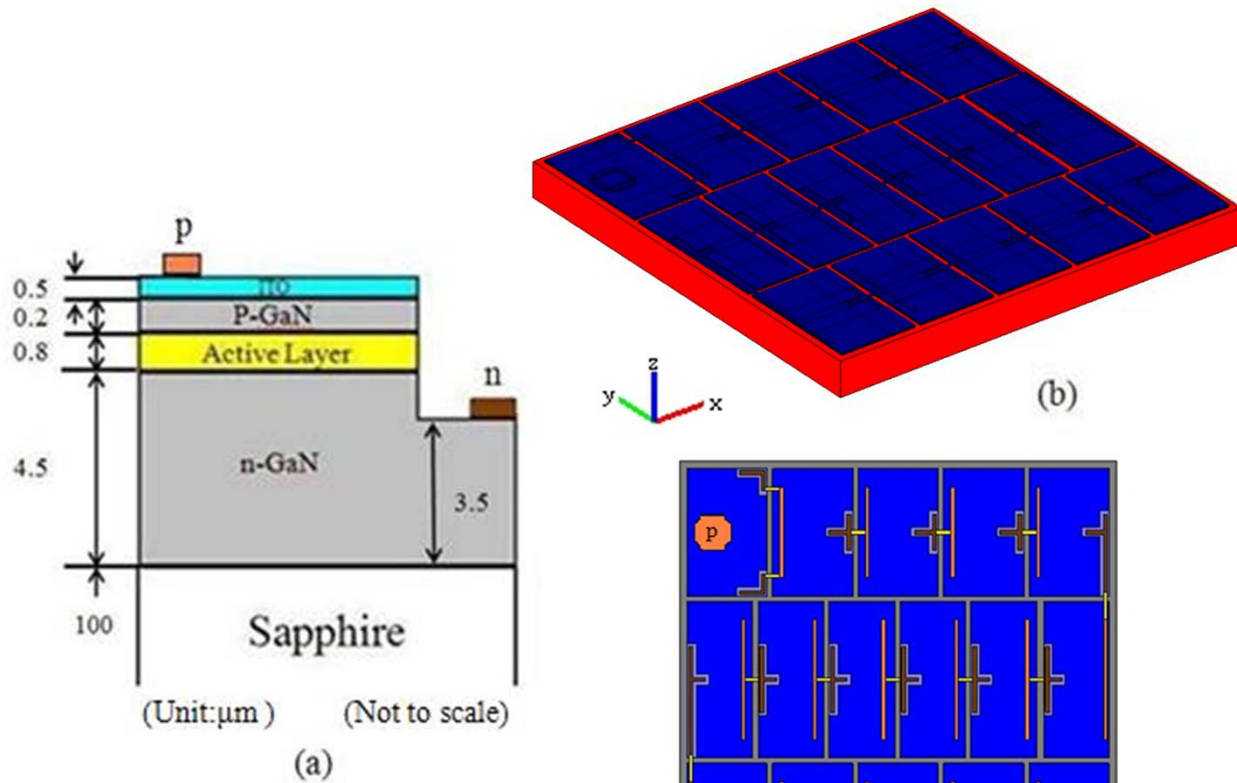 p
0.5
ITO
0.2
P-GaN
0.8
Active Layer
n
4.5
n-GaN
3.5
100
Sapphire
(Unit:μm )
(Not to scale)
(a)
z
y
x
(b)
p